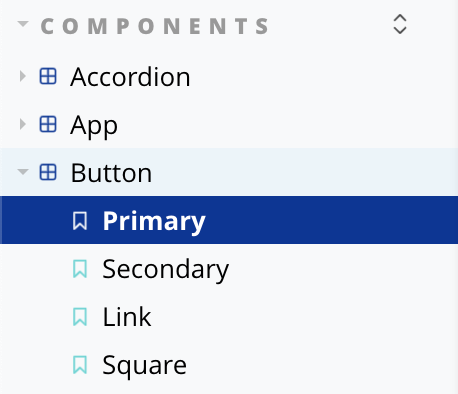 COMPONENTS
Accordion
App
Button
Primary
Secondary
Link
Square